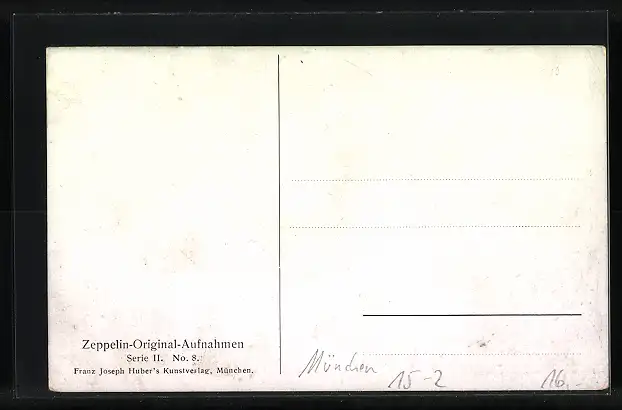 Zeppelin-Original-Aufnahmen
Serie II. No. 8.
Franz Joseph Huber's Kunstverlag, München.
München
15-2
16,-